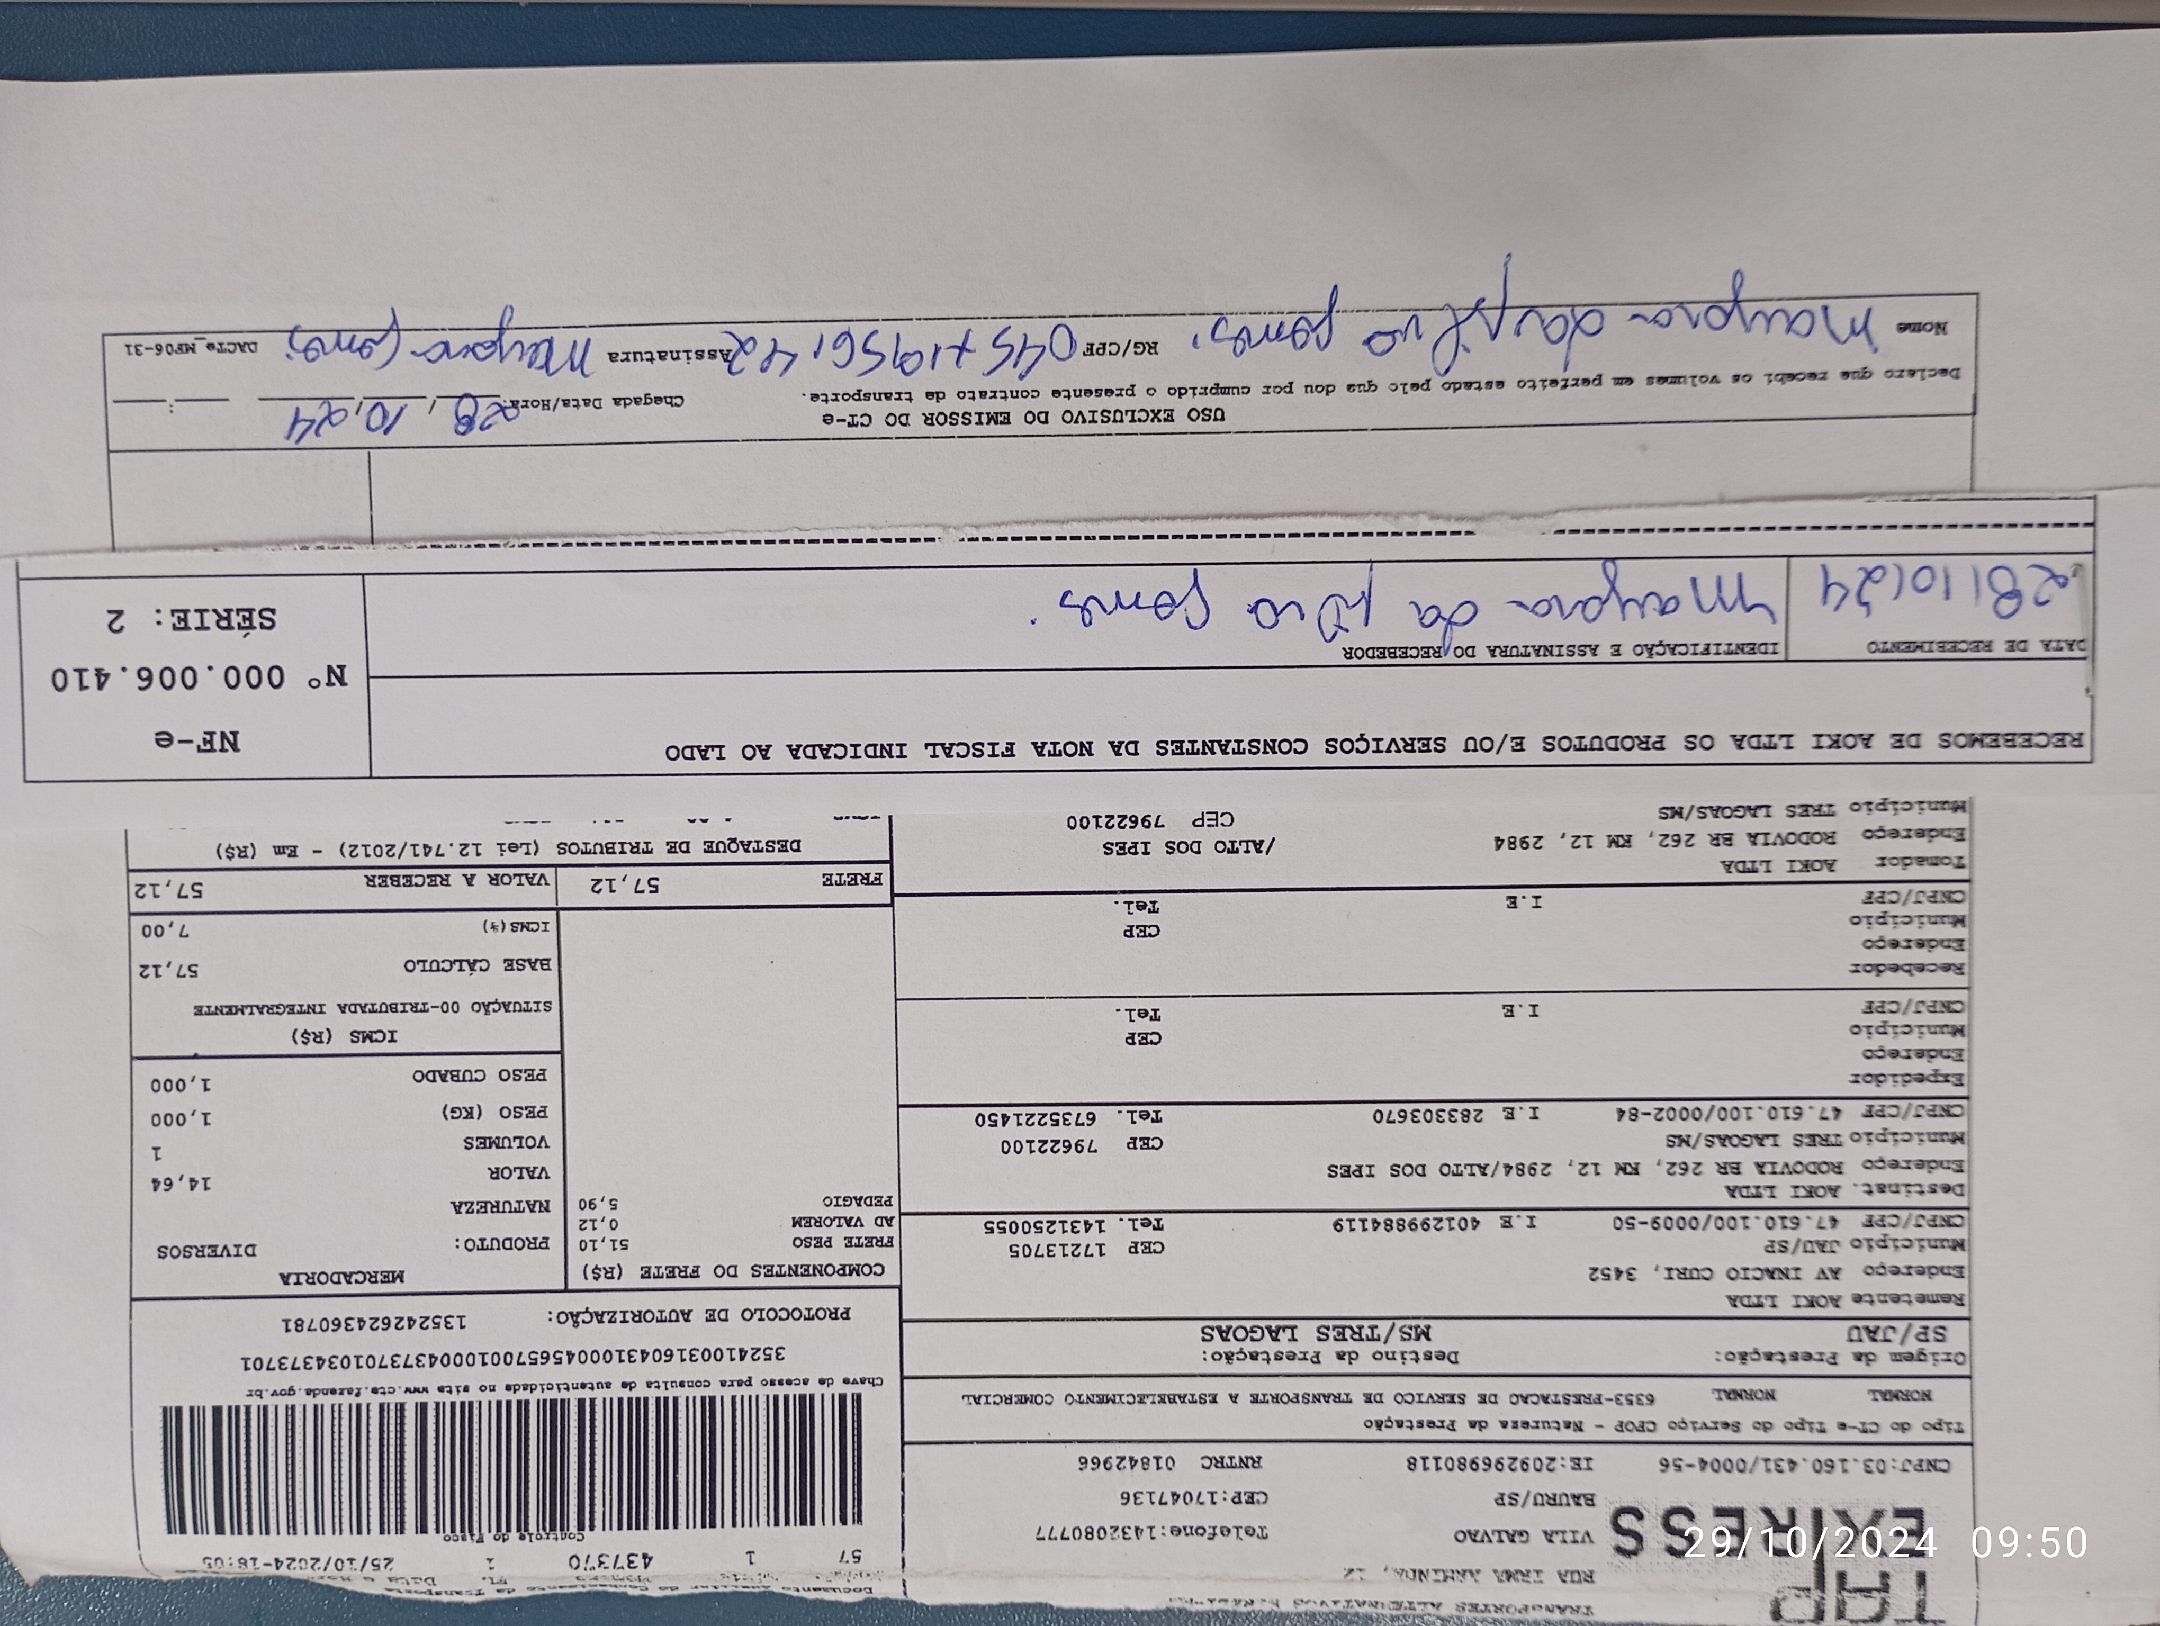 29/10/2024 09:50
TAP
EXPRESS
TRANSPORTES ALTERNATIVOS
RUA IRMA ARMINDA, 12
VILA GALVAO Telefone:1432080777
BAURU/SP CEP:17047136
CNPJ:03.160.431/0004-56 IE:209296980118 RNTRC 01842966
Documento Auxiliar do Conhecimento de Transporte
57 1 437370 1 25/10/2024-18:05
Controle do Fisco
Chave de acesso para consulta de autenticidade no site www.cte.fazenda.gov.br
35241003160431000456570010004373701034373701
PROTOCOLO DE AUTORIZAÇÃO: 135242624360781
Tipo do CT-e Tipo do Serviço CFOP - Natureza da Prestação
NORMAL NORMAL 6353-PRESTACAO DE SERVICO DE TRANSPORTE A ESTABELECIMENTO COMERCIAL
Origem da Prestação: Destino da Prestação:
SP/JAU MS/TRES LAGOAS
Remetente AOKI LTDA
Endereço AV INACIO CURI, 3452
Município JAU/SP CEP 17213705
CNPJ/CPF 47.610.100/0009-50 I.E 401299884119 Tel. 1431250055
Destinat. AOKI LTDA
Endereço RODOVIA BR 262, KM 12, 2984/ALTO DOS IPES
Município TRES LAGOAS/MS CEP 79622100
CNPJ/CPF 47.610.100/0002-84 I.E 283303670 Tel. 6735221450
Expedidor
Endereço
Município CEP
CNPJ/CPF I.E Tel.
Recebedor
Endereço
Município CEP
CNPJ/CPF I.E Tel.
Tomador AOKI LTDA
Endereço RODOVIA BR 262, KM 12, 2984 /ALTO DOS IPES
Município TRES LAGOAS/MS CEP 79622100
COMPONENTES DO FRETE (R$)
FRETE PESO 51,10
AD VALOREM 0,12
PEDAGIO 5,90
MERCADORIA
PRODUTO: DIVERSOS
NATUREZA
VALOR 14,64
VOLUMES 1
PESO (KG) 1,000
PESO CUBADO 1,000
ICMS (R$)
SITUAÇÃO 00-TRIBUTADA INTEGRALMENTE
BASE CÁLCULO 57,12
ICMS(%) 7,00
FRETE 57,12 VALOR A RECEBER 57,12
DESTAQUE DE TRIBUTOS (Lei 12.741/2012) - Em (R$)
RECEBEMOS DE AOKI LTDA OS PRODUTOS E/OU SERVIÇOS CONSTANTES DA NOTA FISCAL INDICADA AO LADO
NF-e
Nº 000.006.410
SÉRIE: 2
DATA DE RECEBIMENTO IDENTIFICAÇÃO E ASSINATURA DO RECEBEDOR
28/10/24 Mayara da Silva Gomes.
USO EXCLUSIVO DO EMISSOR DO CT-e
Declaro que recebi os volumes em perfeito estado pelo que dou por cumprido o presente contrato de transporte. Chegada Data/Hora: 28/10/24 __:__
Nome Mayara da Silva Gomes. RG/CPF Assinatura Mayara Gomes DACTe_MF06-31